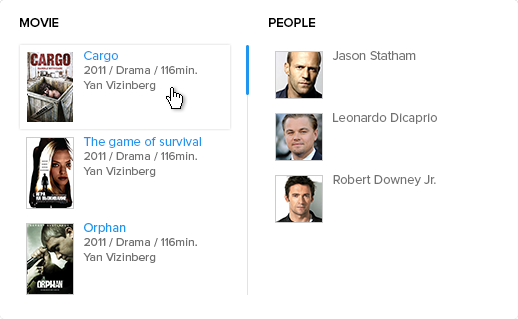 MOVIE
CARGO
Cargo
2011 / Drama / 116min.
Yan Vizinberg
The game of survival
2011 / Drama / 116min.
Yan Vizinberg
ORPHAN
Orphan
2011 / Drama / 116min.
Yan Vizinberg
PEOPLE
Jason Statham
Leonardo Dicaprio
Robert Downey Jr.